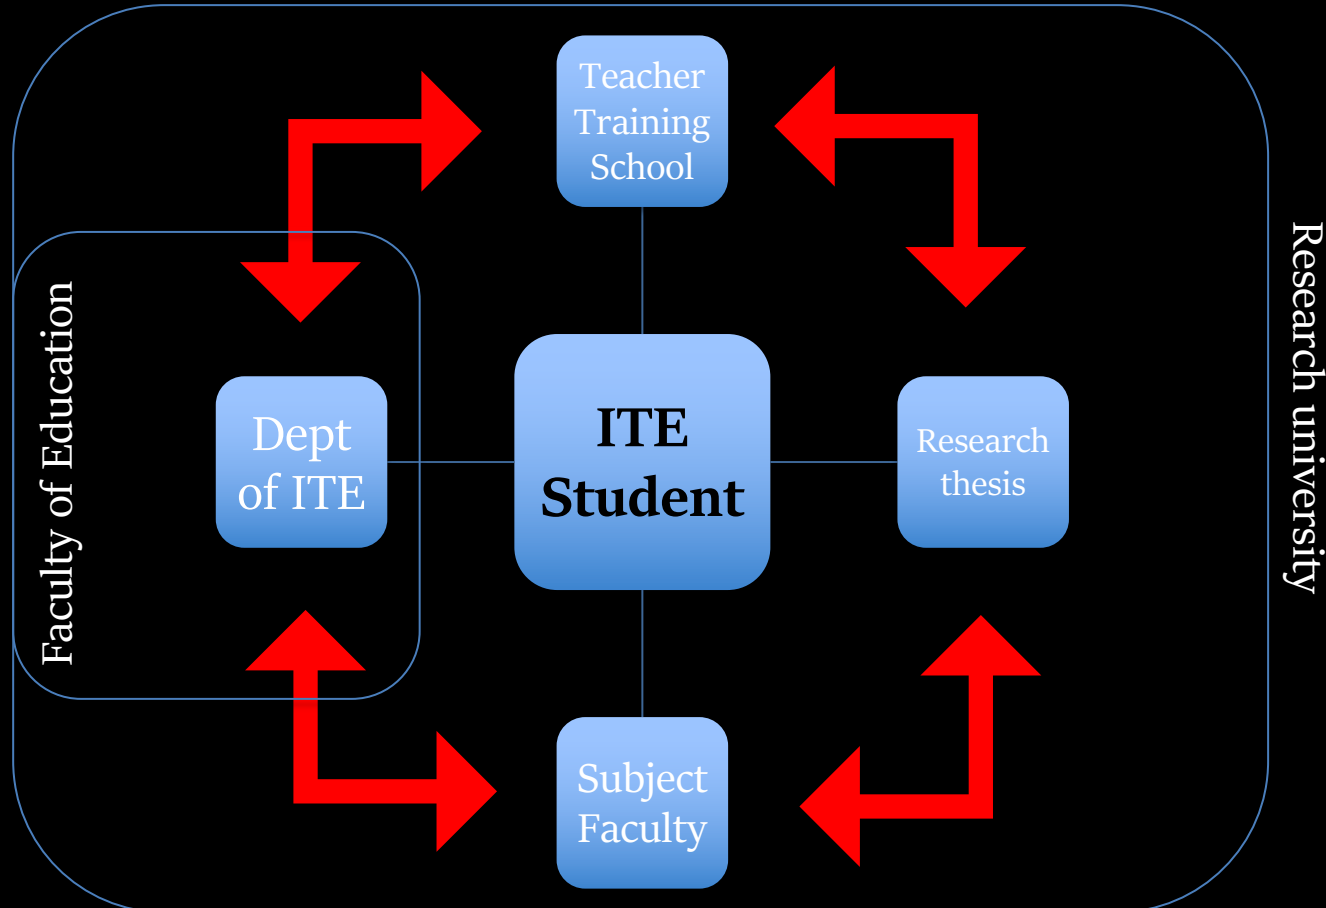 Teacher
Training
School
Faculty of Education
Dept
of ITE
ITE
Student
Research
thesis
Research university
Subject
Faculty